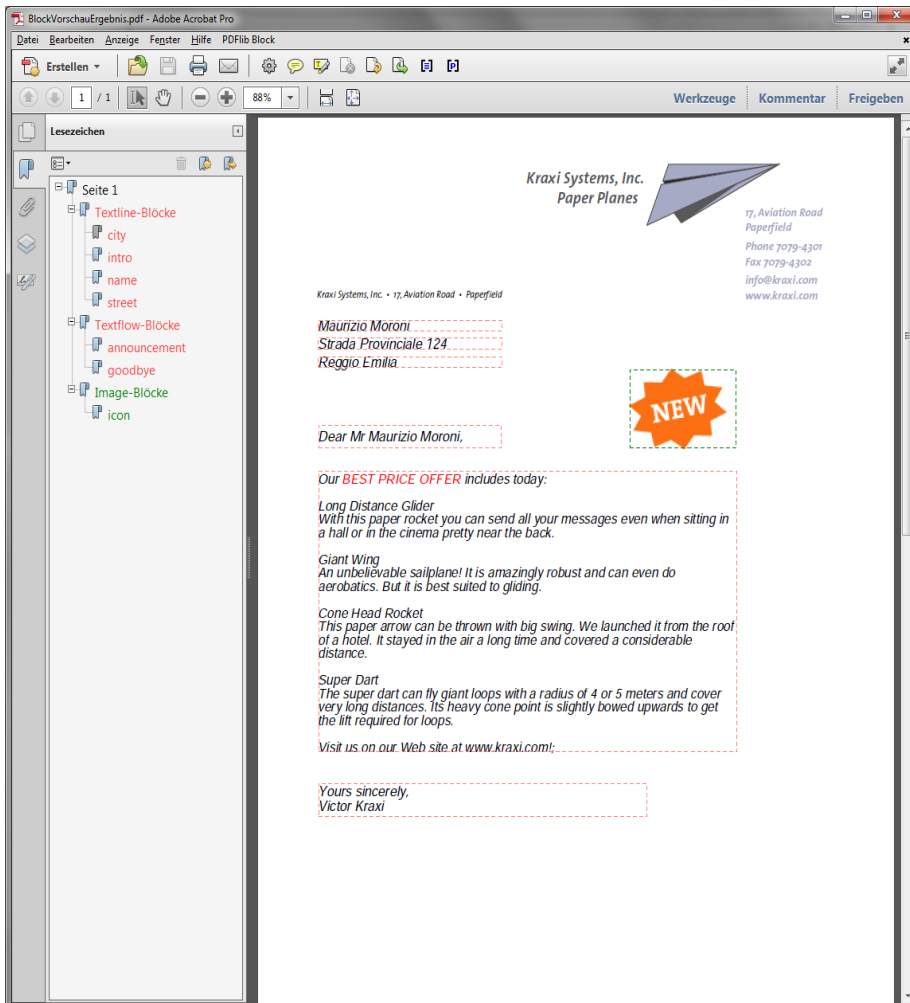 BlockVorschauErgebnis.pdf - Adobe Acrobat Pro
Datei Bearbeiten Anzeige Fenster Hilfe PDFlib Block
Erstellen
1 / 1 88% Werkzeuge Kommentar Freigeben
Lesezeichen
Seite 1
Textline-Blöcke
city
intro
name
street
Textflow-Blöcke
announcement
goodbye
Image-Blöcke
icon
Kraxi Systems, Inc.
Paper Planes
17, Aviation Road
Paperfield
Phone 7079-4301
Fax 7079-4302
info@kraxi.com
www.kraxi.com
Kraxi Systems, Inc. • 17, Aviation Road • Paperfield
Maurizio Moroni
Strada Provinciale 124
Reggio Emilia
NEW
Dear Mr Maurizio Moroni,
Our BEST PRICE OFFER includes today:
Long Distance Glider
With this paper rocket you can send all your messages even when sitting in
a hall or in the cinema pretty near the back.
Giant Wing
An unbelievable sailplane! It is amazingly robust and can even do
aerobatics. But it is best suited to gliding.
Cone Head Rocket
This paper arrow can be thrown with big swing. We launched it from the roof
of a hotel. It stayed in the air a long time and covered a considerable
distance.
Super Dart
The super dart can fly giant loops with a radius of 4 or 5 meters and cover
very long distances. Its heavy cone point is slightly bowed upwards to get
the lift required for loops.
Visit us on our Web site at www.kraxi.com!;
Yours sincerely,
Victor Kraxi